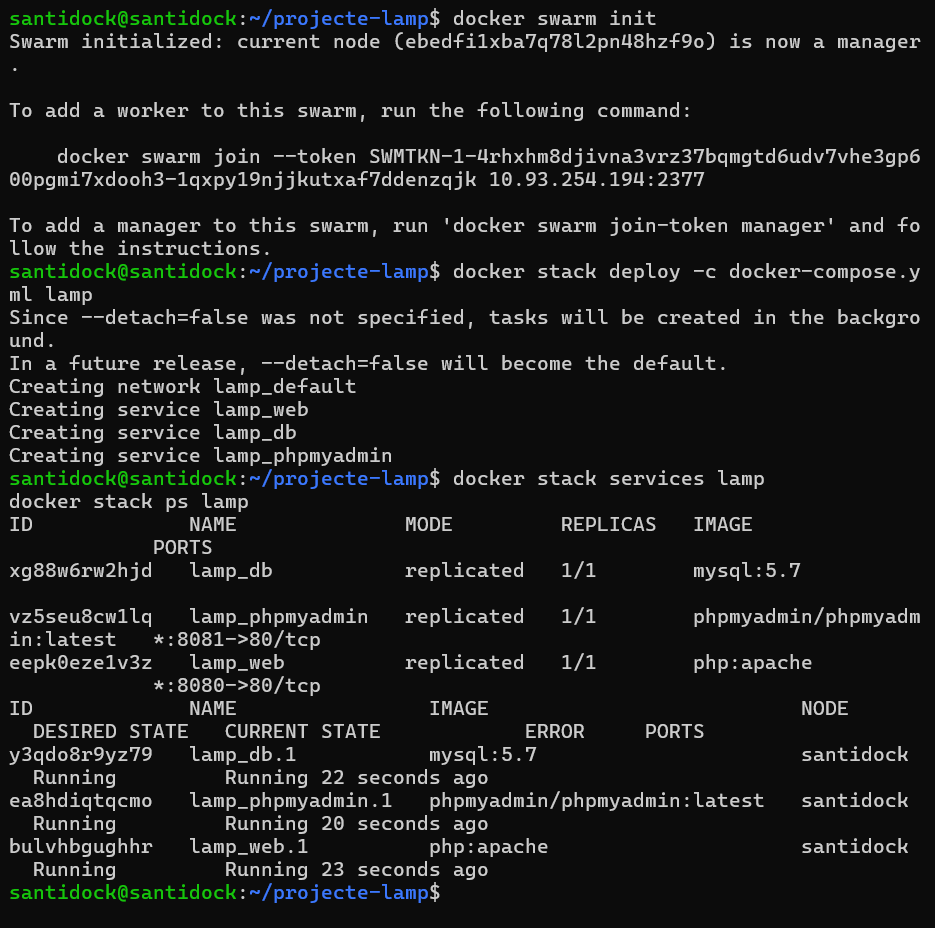 santidock@santidock:~/projecte-lamp$ docker swarm init
Swarm initialized: current node (ebedfi1xba7q78l2pn48hzf9o) is now a manager
.
To add a worker to this swarm, run the following command:
    docker swarm join --token SWMTKN-1-4rhxhm8djivna3vrz37bqmgtd6udv7vhe3gp6
00pgmi7xdooh3-1qxpy19njjkutxaf7ddenzqjk 10.93.254.194:2377
To add a manager to this swarm, run 'docker swarm join-token manager' and fo
llow the instructions.
santidock@santidock:~/projecte-lamp$ docker stack deploy -c docker-compose.y
ml lamp
Since --detach=false was not specified, tasks will be created in the backgro
und.
In a future release, --detach=false will become the default.
Creating network lamp_default
Creating service lamp_web
Creating service lamp_db
Creating service lamp_phpmyadmin
santidock@santidock:~/projecte-lamp$ docker stack services lamp
docker stack ps lamp
ID             NAME              MODE         REPLICAS   IMAGE
            PORTS
xg88w6rw2hjd   lamp_db           replicated   1/1        mysql:5.7
vz5seu8cw1lq   lamp_phpmyadmin   replicated   1/1        phpmyadmin/phpmyadm
in:latest   *:8081->80/tcp
eepk0eze1v3z   lamp_web          replicated   1/1        php:apache
            *:8080->80/tcp
ID             NAME                IMAGE                          NODE
  DESIRED STATE   CURRENT STATE            ERROR     PORTS
y3qdo8r9yz79   lamp_db.1           mysql:5.7                      santidock
  Running         Running 22 seconds ago
ea8hdiqtqcmo   lamp_phpmyadmin.1   phpmyadmin/phpmyadmin:latest   santidock
  Running         Running 20 seconds ago
bulvhbgughhr   lamp_web.1          php:apache                     santidock
  Running         Running 23 seconds ago
santidock@santidock:~/projecte-lamp$